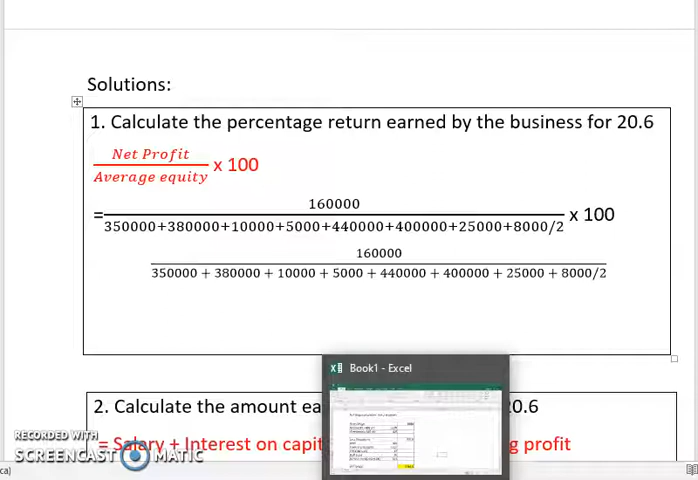 Solutions:
1. Calculate the percentage return earned by the business for 20.6
Net Profit
Average equity
x 100
160000
=
350000+380000+10000+5000+440000+400000+25000+8000/2
x 100
160000
350000 + 380000 + 10000 + 5000 + 440000 + 400000 + 25000 + 8000/2
Book1 - Excel
2. Calculate the amount ea
20.6
= Salary + Interest on capit
g profit
RECORDED WITH
SCREENCAST MATIC
ca)